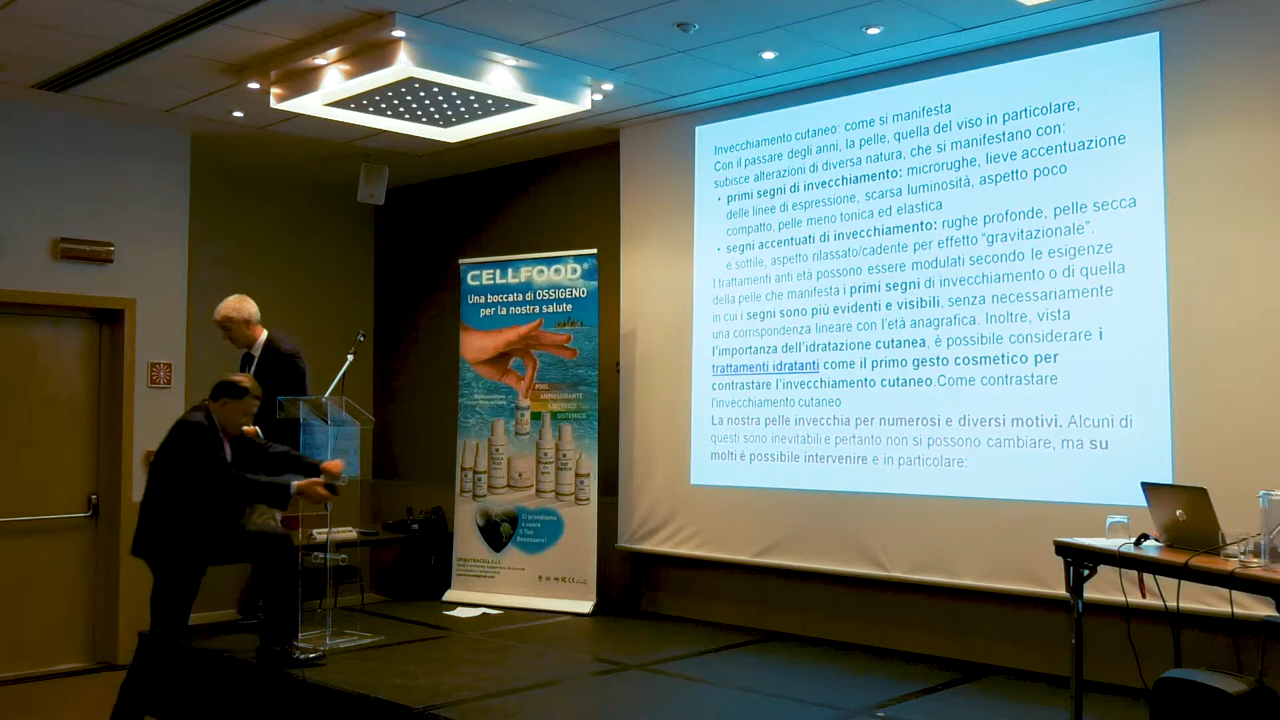 Invecchiamento cutaneo: come si manifesta
Con il passare degli anni, la pelle, quella del viso in particolare,
subisce alterazioni di diversa natura, che si manifestano con:
• primi segni di invecchiamento: microrughe, lieve accentuazione
delle linee di espressione, scarsa luminosità, aspetto poco
compatto, pelle meno tonica ed elastica
• segni accentuati di invecchiamento: rughe profonde, pelle secca
e sottile, aspetto rilassato/cadente per effetto “gravitazionale”.
I trattamenti anti età possono essere modulati secondo le esigenze
della pelle che manifesta i primi segni di invecchiamento o di quella
in cui i segni sono più evidenti e visibili, senza necessariamente
una corrispondenza lineare con l'età anagrafica. Inoltre, vista
l'importanza dell'idratazione cutanea, è possibile considerare i
trattamenti idratanti come il primo gesto cosmetico per
contrastare l'invecchiamento cutaneo.Come contrastare
l'invecchiamento cutaneo
La nostra pelle invecchia per numerosi e diversi motivi. Alcuni di
questi sono inevitabili e pertanto non si possono cambiare, ma su
molti è possibile intervenire e in particolare:
CELLFOOD®
Una boccata di OSSIGENO
per la nostra salute
POOL
ANTIOSSIDANTE
SINERGICO
SISTEMICO
Ci prendiamo
a cuore
il Tuo
Benessere!